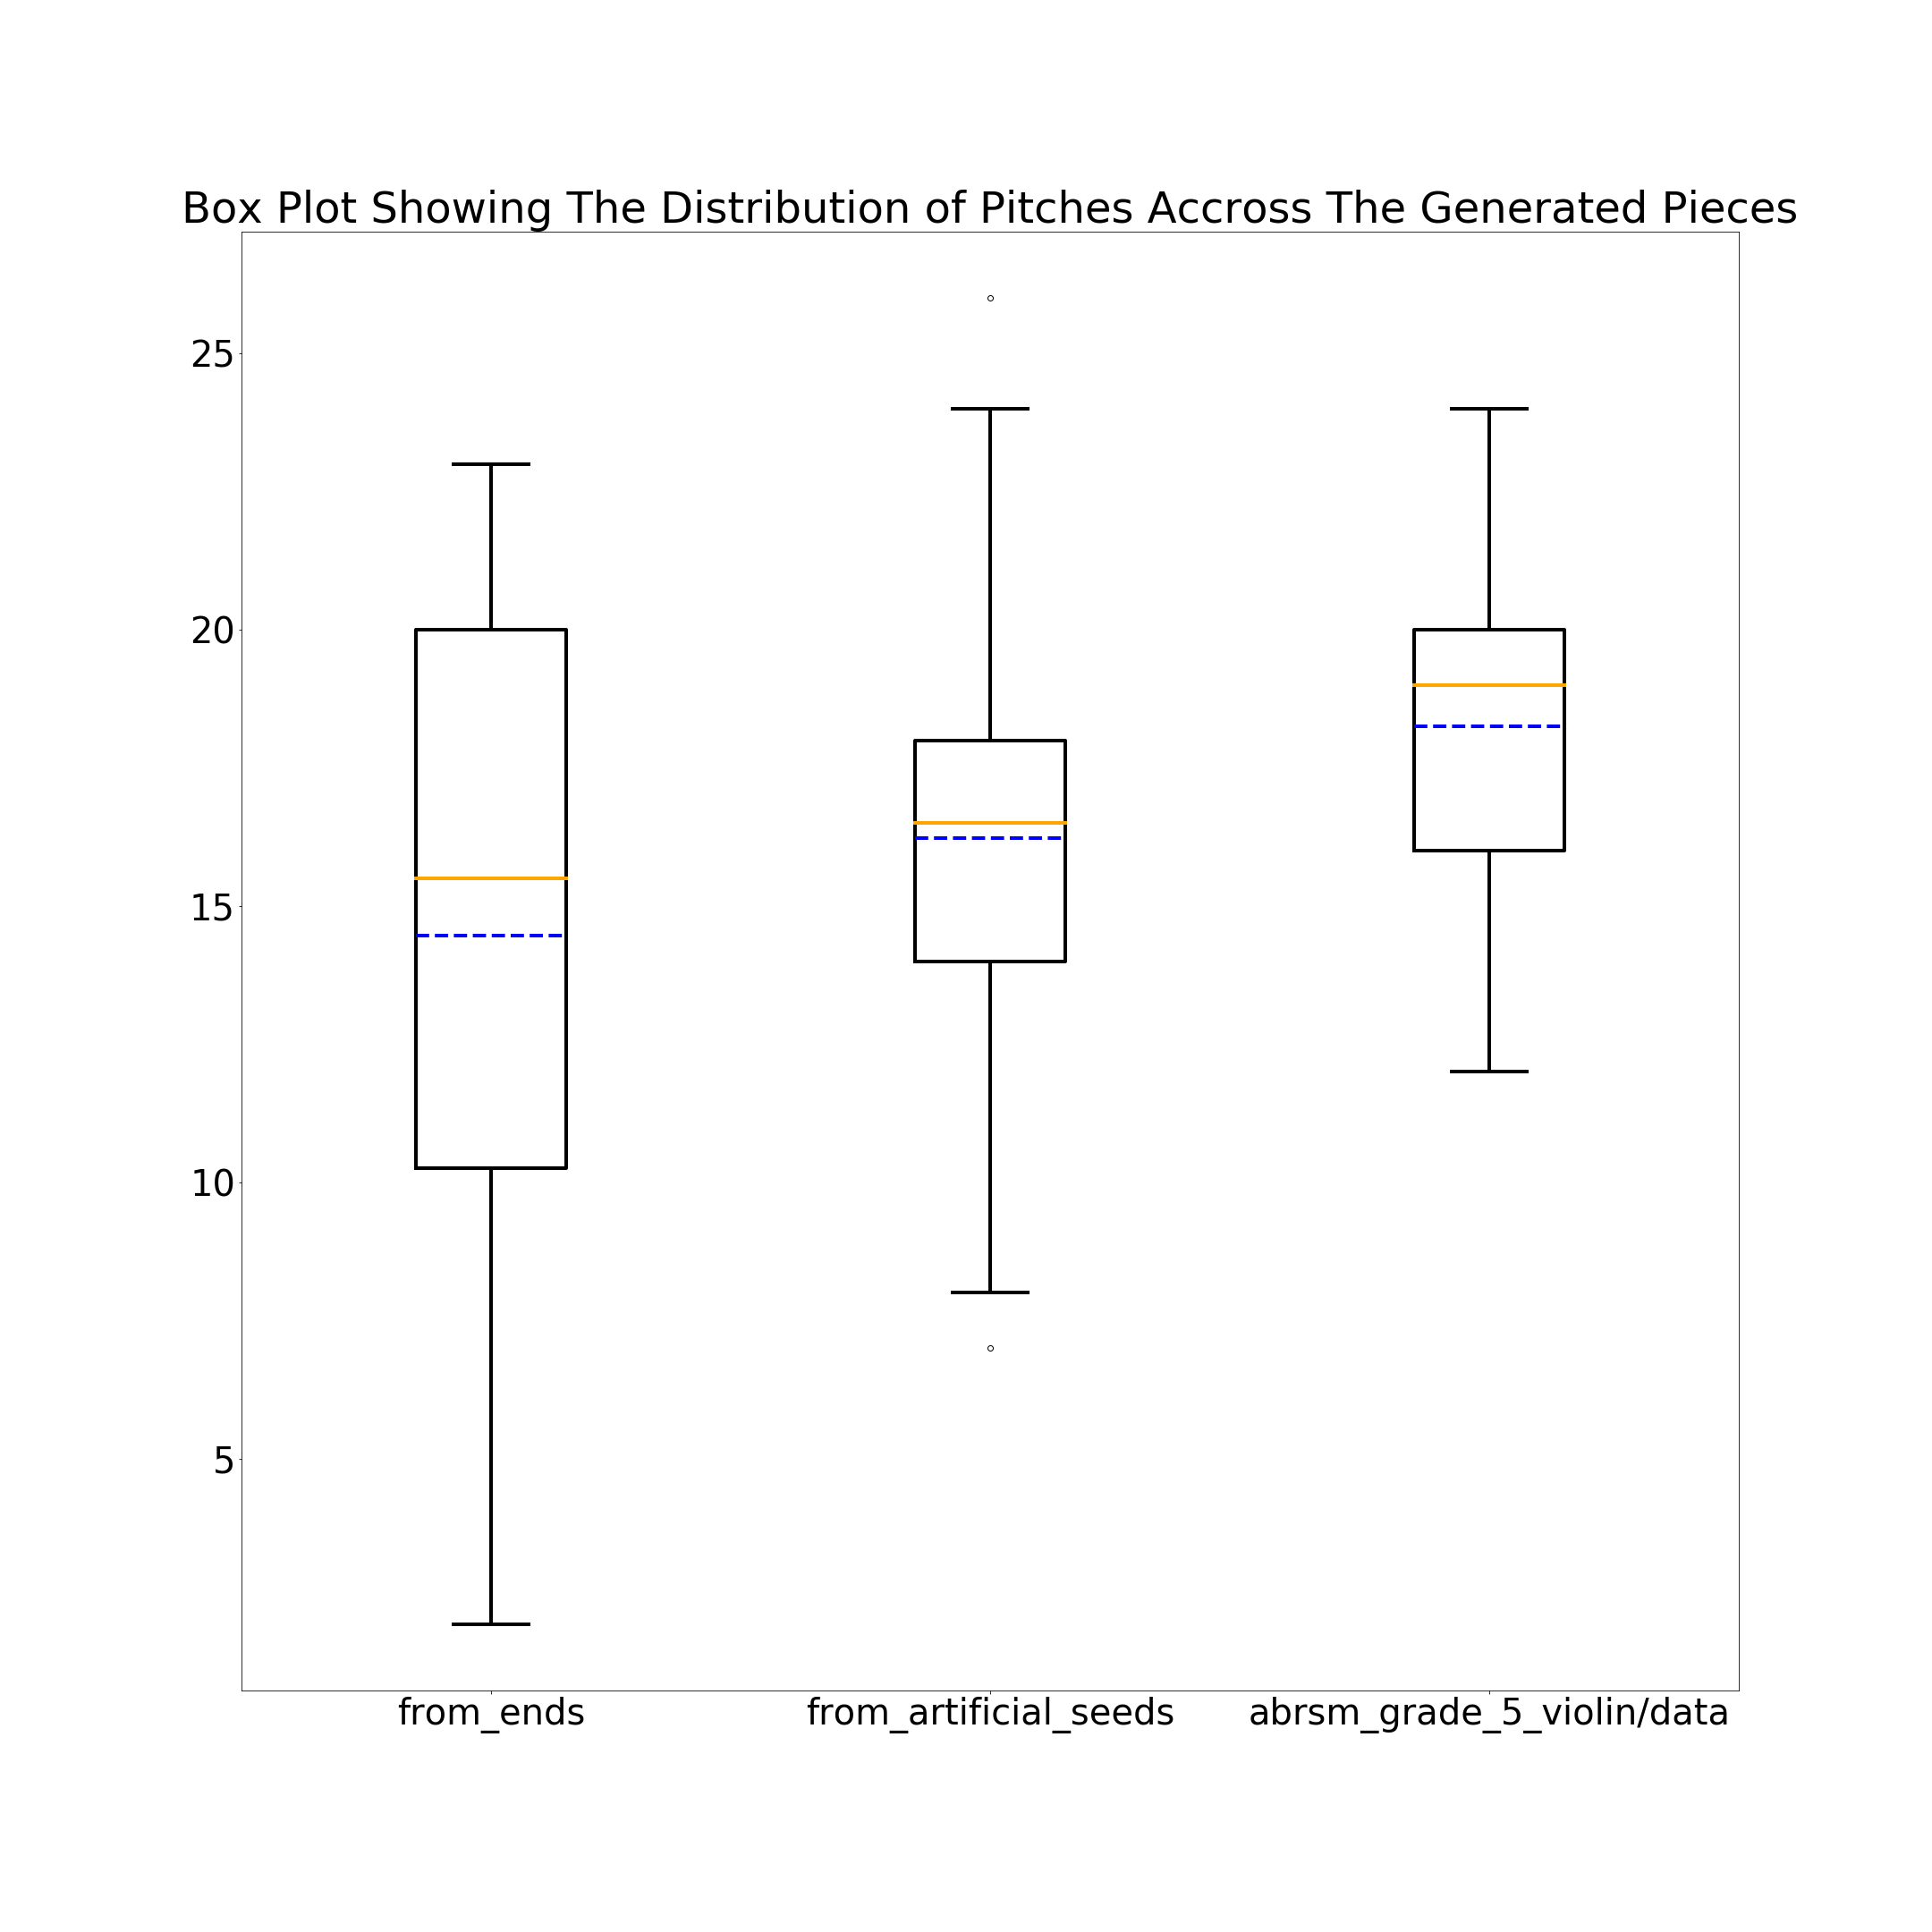 Box Plot Showing The Distribution of Pitches Accross The Generated Pieces
25
20
15
10
5
from_ends
from_artificial_seeds
abrsm_grade_5_violin/data